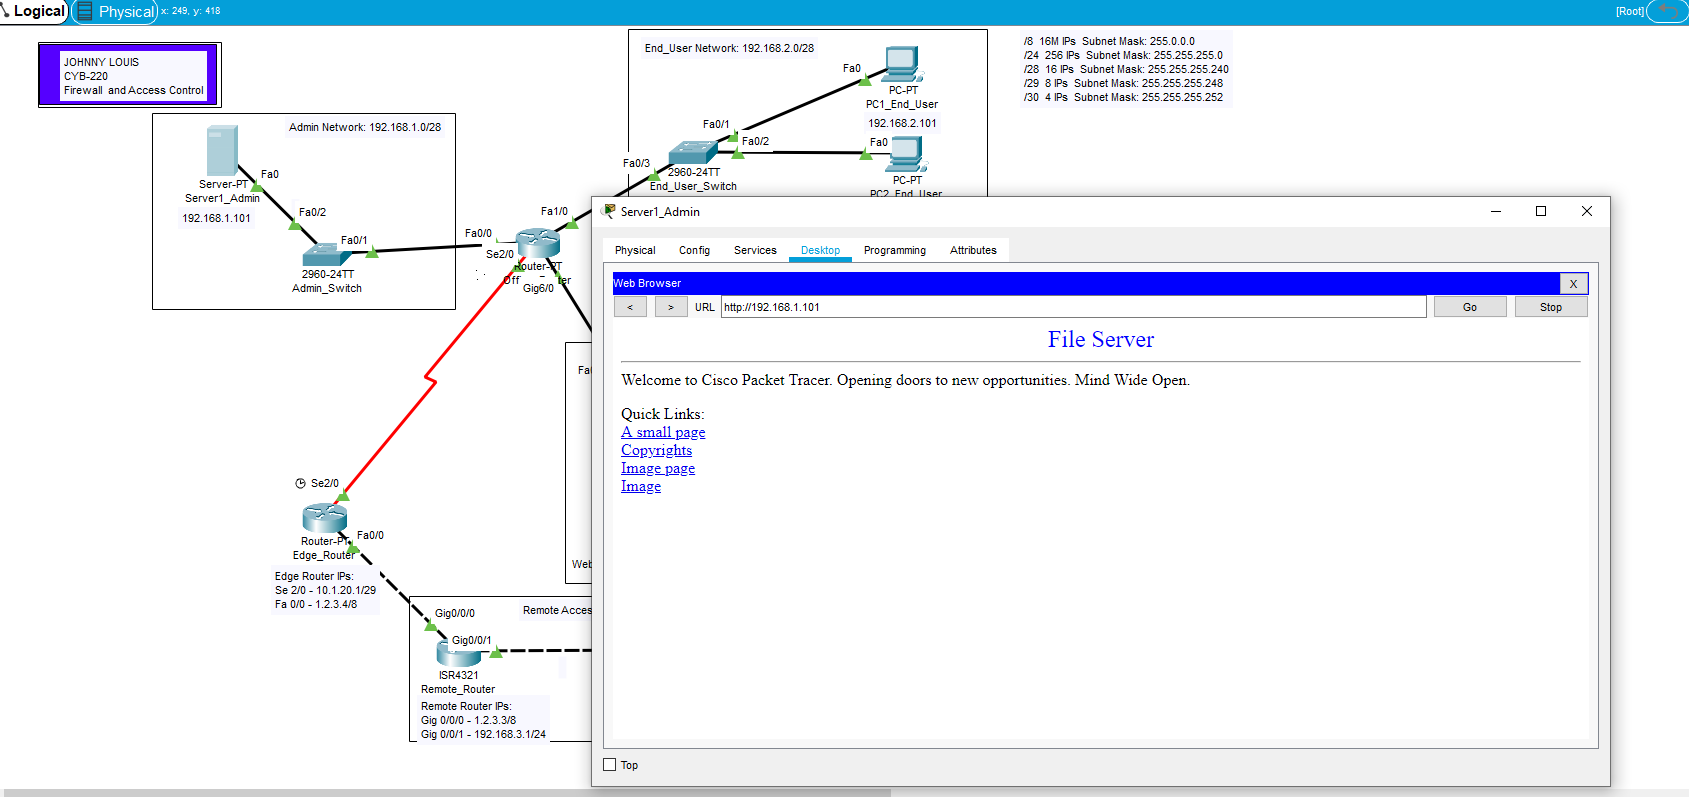 Logical
Physical
x: 249, y: 418
[Root]
JOHNNY LOUIS
CYB-220
Firewall and Access Control
Admin Network: 192.168.1.0/28
Server-PT
Server1_Admin
192.168.1.101
Fa0
Fa0/2
Fa0/1
2960-24TT
Admin_Switch
End_User Network: 192.168.2.0/28
Fa0
PC-PT
PC1_End_User
192.168.2.101
Fa0/1
Fa0/2
Fa0
PC-PT
PC2_End_User
Fa0/3
2960-24TT
End_User_Switch
/8 16M IPs Subnet Mask: 255.0.0.0
/24 256 IPs Subnet Mask: 255.255.255.0
/28 16 IPs Subnet Mask: 255.255.255.240
/29 8 IPs Subnet Mask: 255.255.255.248
/30 4 IPs Subnet Mask: 255.255.255.252
Fa1/0
Fa0/0
Se2/0
Router-PT
Gig6/0
Se2/0
Router-PT
Edge_Router
Fa0/0
Edge Router IPs:
Se 2/0 - 10.1.20.1/29
Fa 0/0 - 1.2.3.4/8
Web
Remote Acces
Gig0/0/0
Gig0/0/1
ISR4321
Remote_Router
Remote Router IPs:
Gig 0/0/0 - 1.2.3.3/8
Gig 0/0/1 - 192.168.3.1/24
Server1_Admin
Physical
Config
Services
Desktop
Programming
Attributes
Web Browser
X
<
>
URL
http://192.168.1.101
Go
Stop
File Server
Welcome to Cisco Packet Tracer. Opening doors to new opportunities. Mind Wide Open.
Quick Links:
A small page
Copyrights
Image page
Image
Top